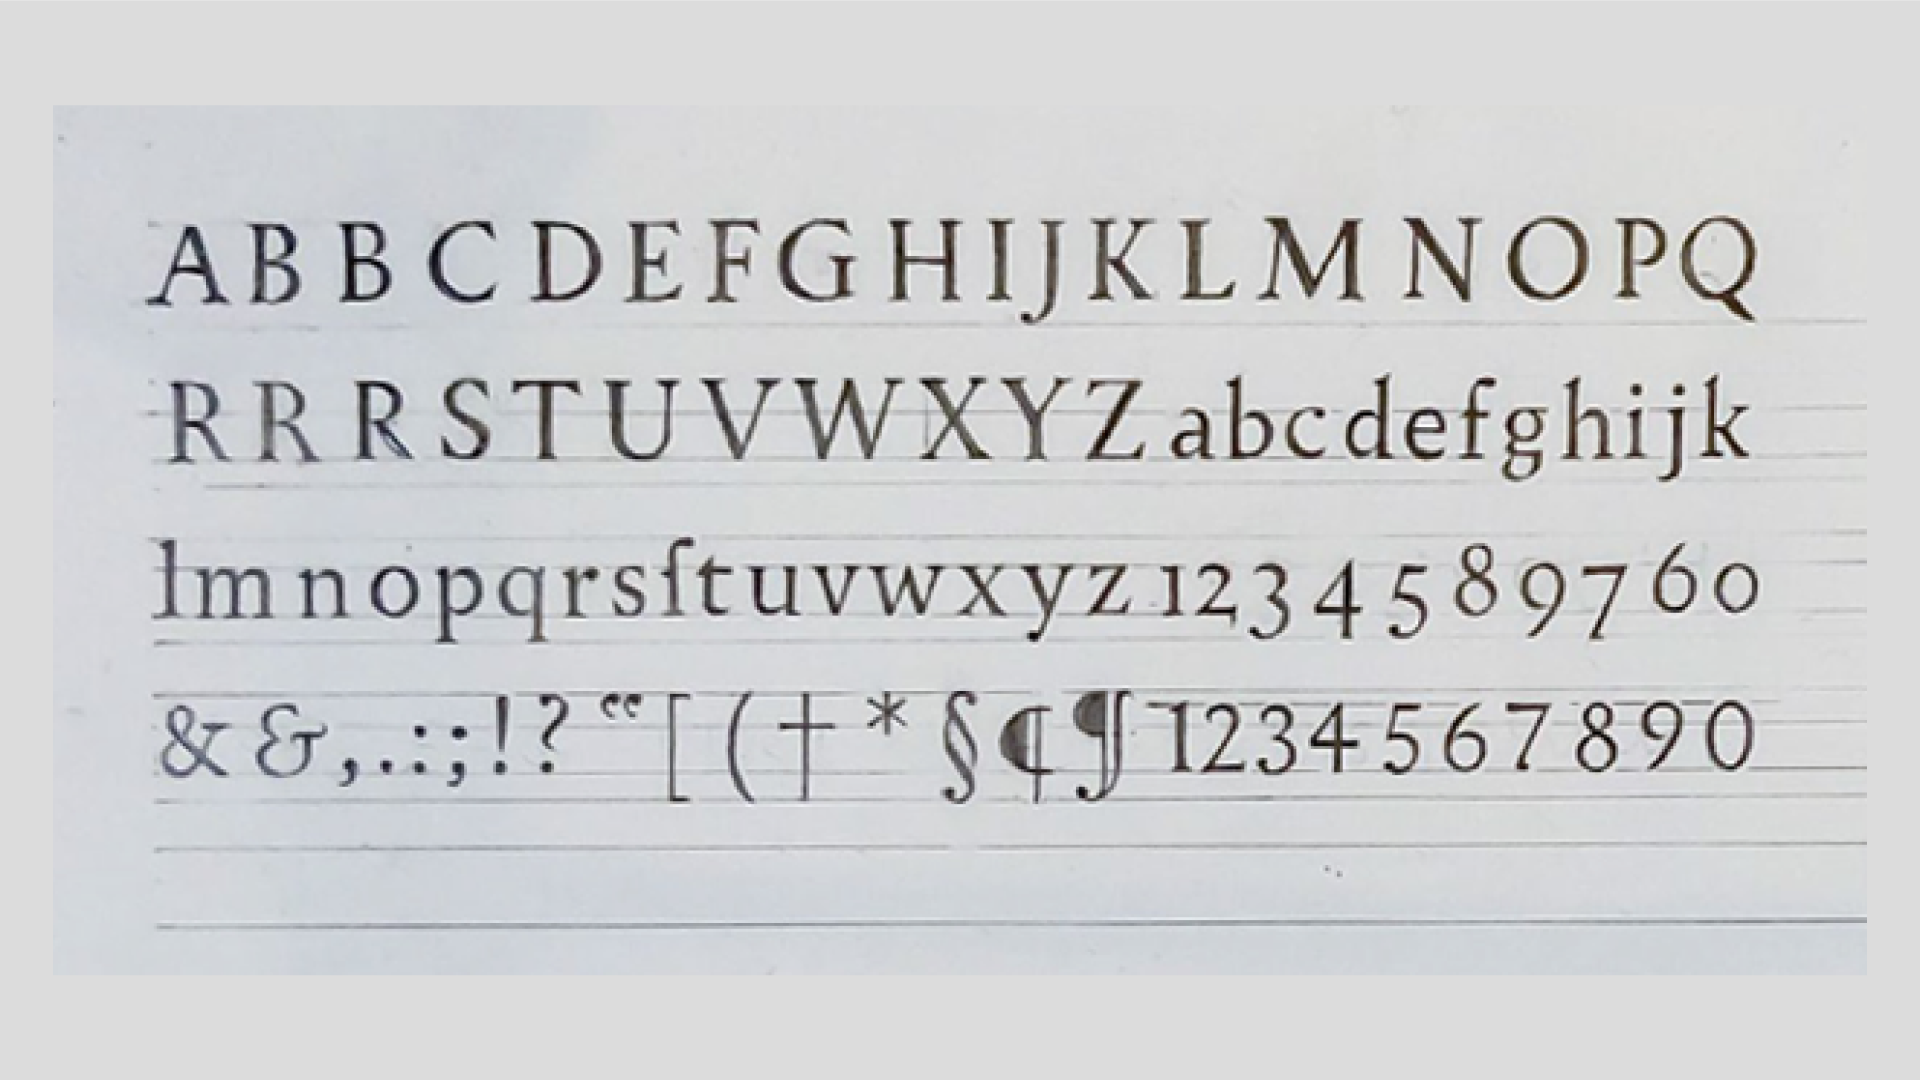 A B B C D E F G H I J K L M N O P Q
R R R S T U V W X Y Z a b c d e f g h i j k
l m n o p q r s ſ t u v w x y z 1 2 3 4 5 8 9 7 6 0
& & , . : ; ! ? “ [ ( † * § ¶ ¶ 1 2 3 4 5 6 7 8 9 0